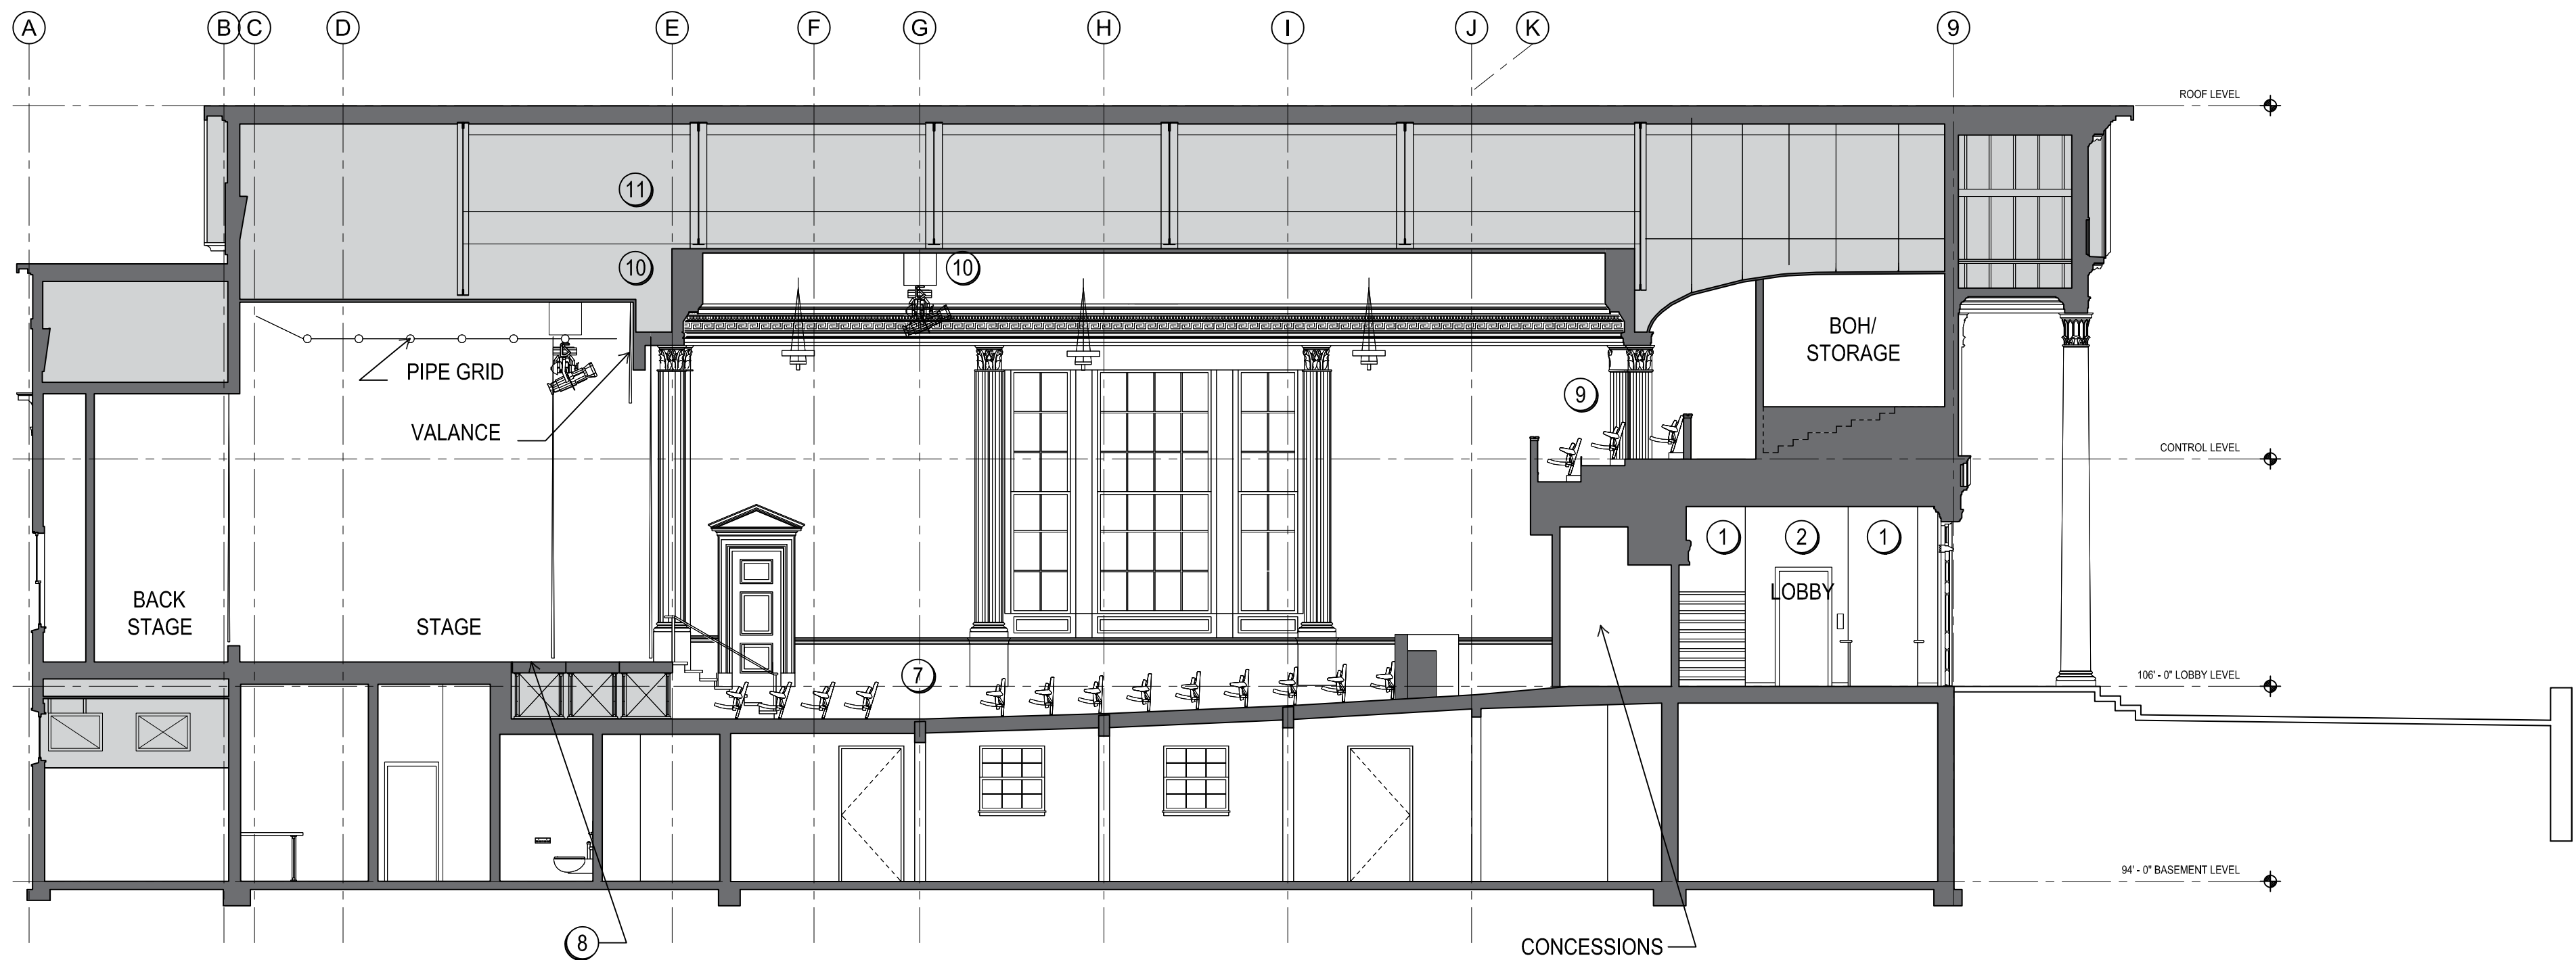 A
B
C
D
E
F
G
H
I
J
K
9
ROOF LEVEL
11
10
10
BOH/
STORAGE
PIPE GRID
9
VALANCE
CONTROL LEVEL
1
2
1
LOBBY
BACK
STAGE
STAGE
7
106' - 0" LOBBY LEVEL
94' - 0" BASEMENT LEVEL
8
CONCESSIONS